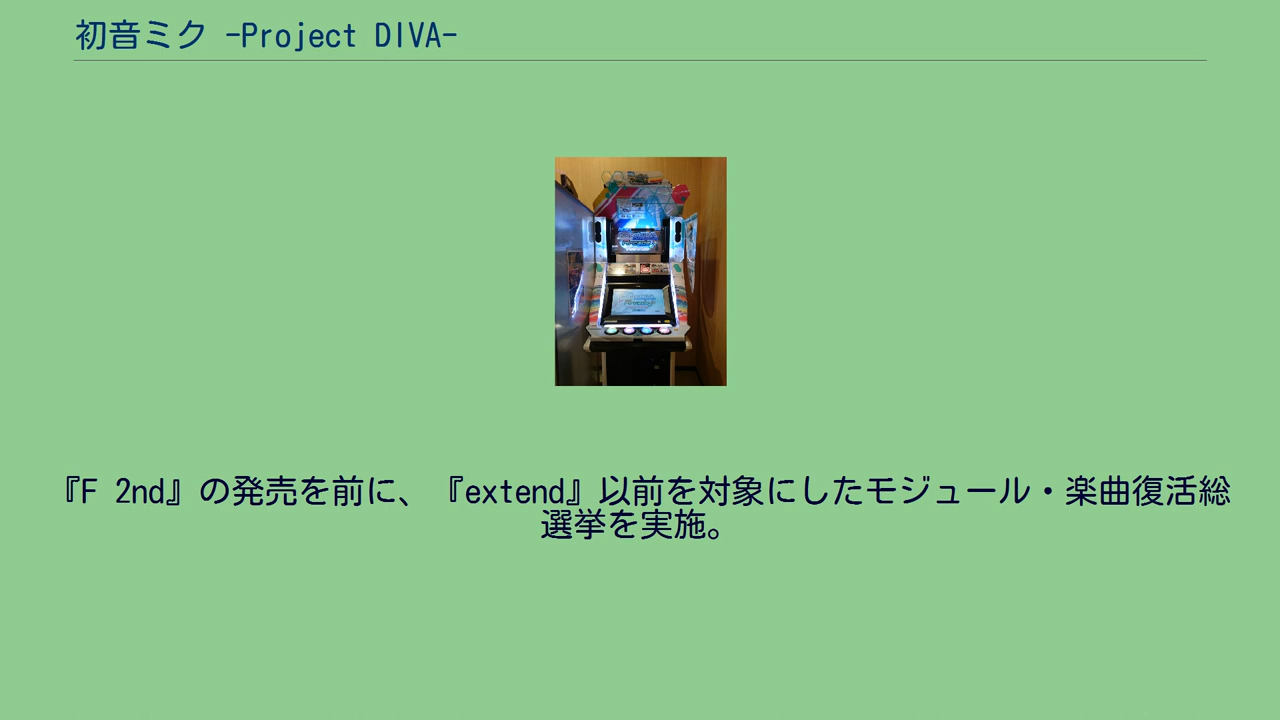 初音ミク -Project DIVA-
『F 2nd』の発売を前に、『extend』以前を対象にしたモジュール・楽曲復活総
選挙を実施。